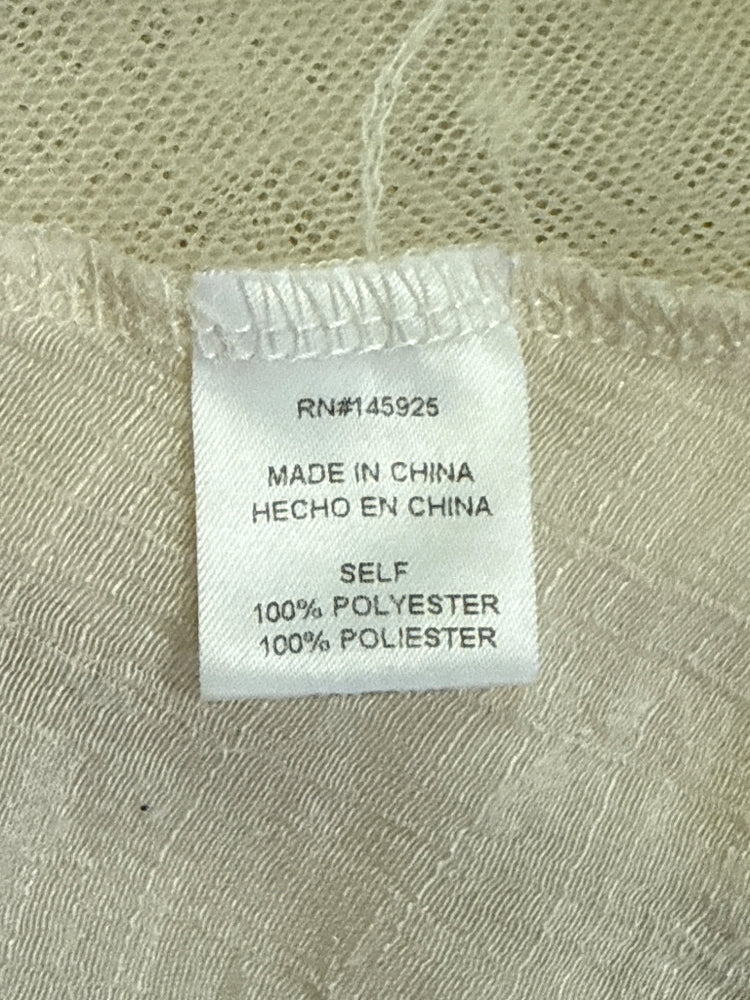 RN#145925
MADE IN CHINA
HECHO EN CHINA
SELF
100% POLYESTER
100% POLIESTER